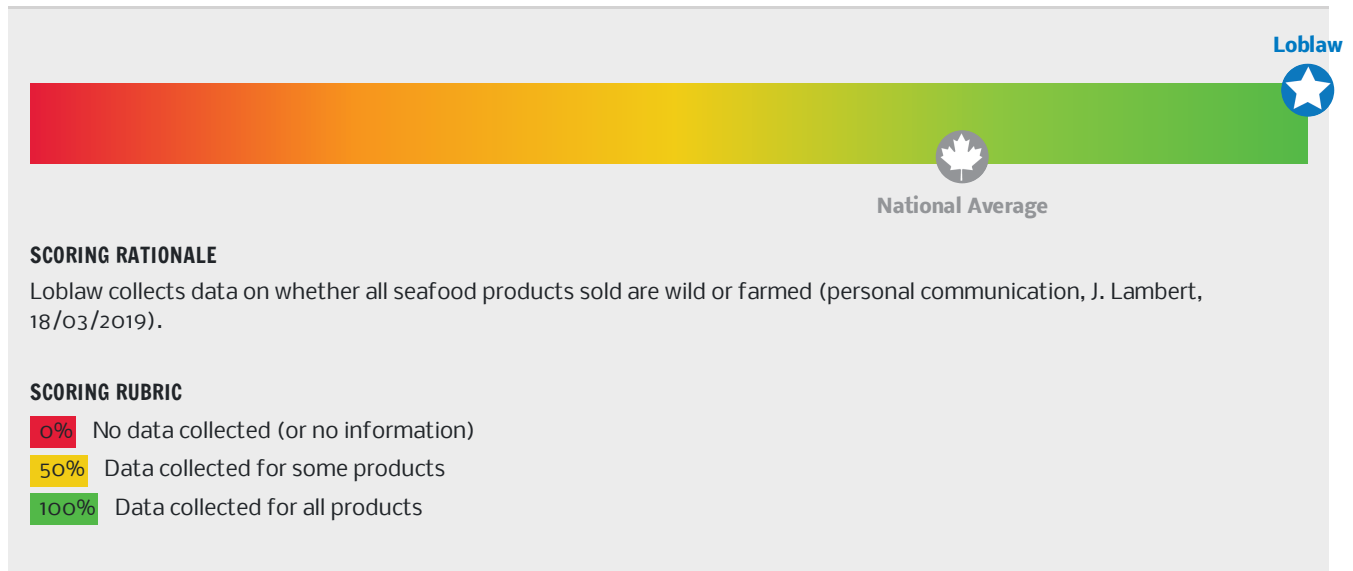 Loblaw
National Average
SCORING RATIONALE
Loblaw collects data on whether all seafood products sold are wild or farmed (personal communication, J. Lambert,
18/03/2019).
SCORING RUBRIC
0% No data collected (or no information)
50% Data collected for some products
100% Data collected for all products